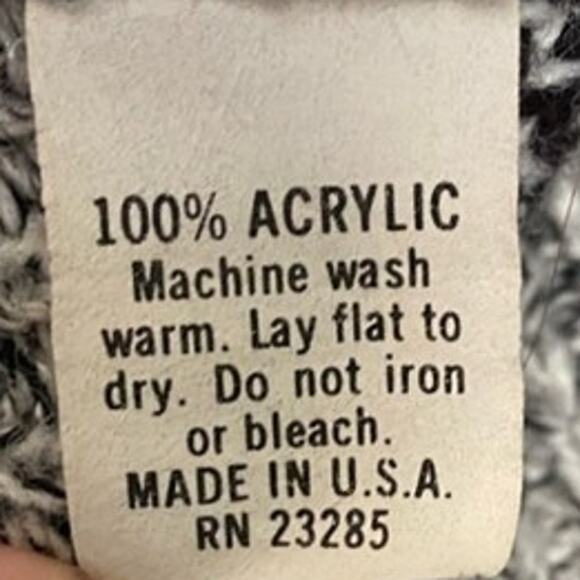 100% ACRYLIC
Machine wash
warm. Lay flat to
dry. Do not iron
or bleach.
MADE IN U.S.A.
RN 23285